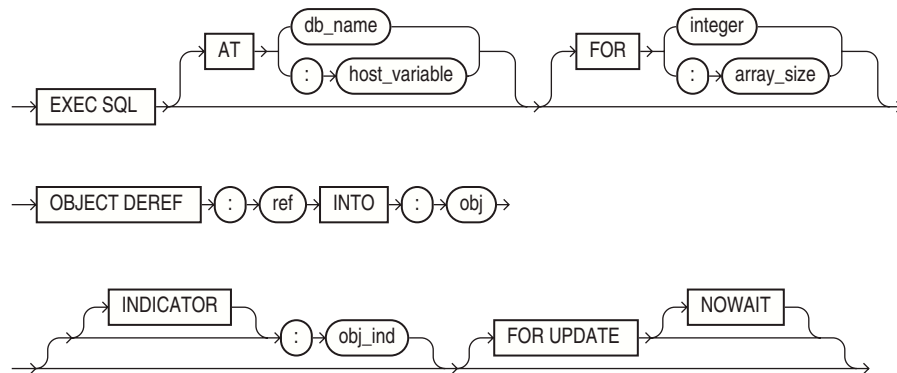 AT db_name FOR integer
: host_variable : array_size
EXEC SQL
OBJECT DEREF : ref INTO : obj
INDICATOR NOWAIT
: obj_ind FOR UPDATE